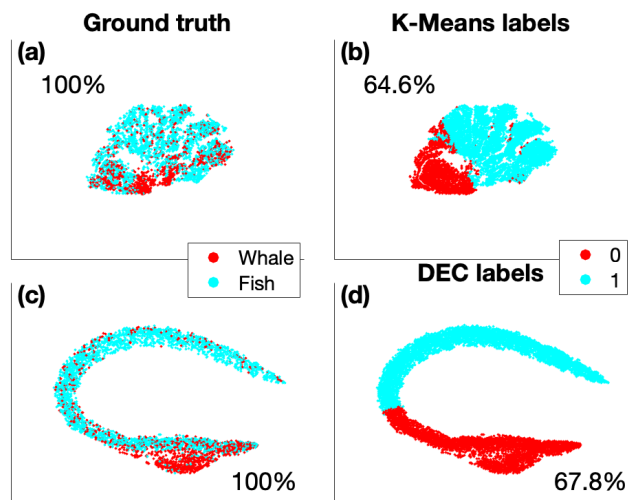 Ground truth
K-Means labels
(a)
100%
(b)
64.6%
Whale
Fish
0
1
DEC labels
(c)
100%
(d)
67.8%